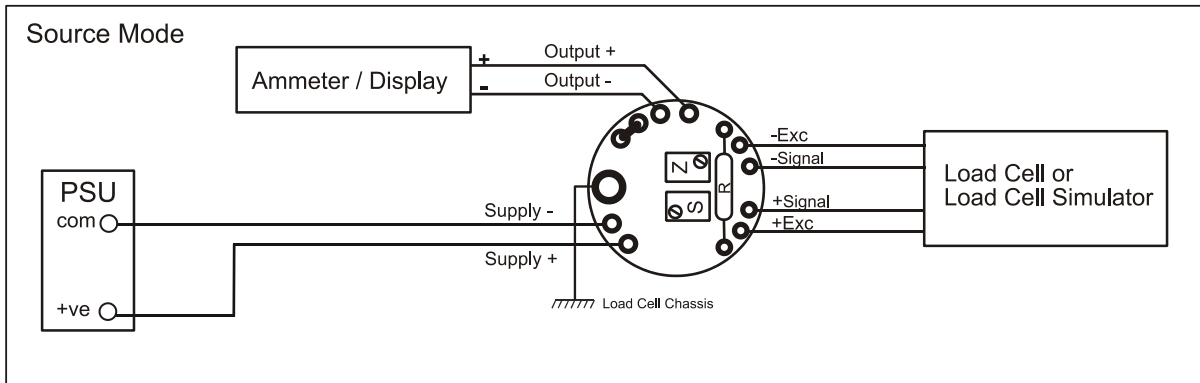 Source Mode
Ammeter / Display
+
-
Output +
Output -
-Exc
-Signal
+Signal
+Exc
Load Cell or
Load Cell Simulator
Z
S
R
PSU
com
+ve
Supply -
Supply +
Load Cell Chassis